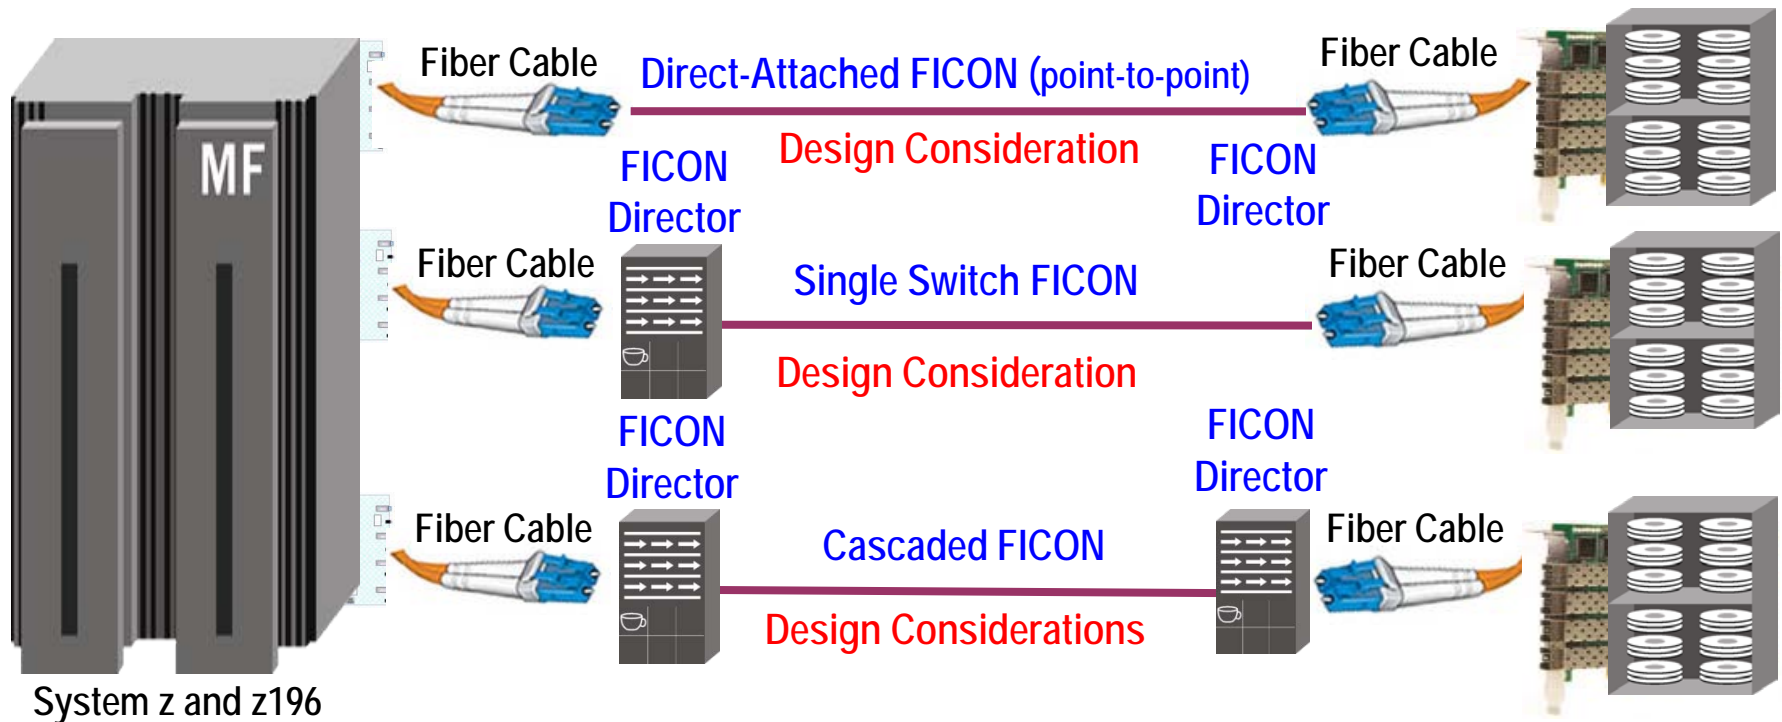 Fiber Cable
Direct-Attached FICON (point-to-point)
Fiber Cable
Design Consideration
MF
FICON
Director
FICON
Director
Fiber Cable
Single Switch FICON
Fiber Cable
Design Consideration
FICON
Director
FICON
Director
Fiber Cable
Cascaded FICON
Fiber Cable
Design Considerations
System z and z196